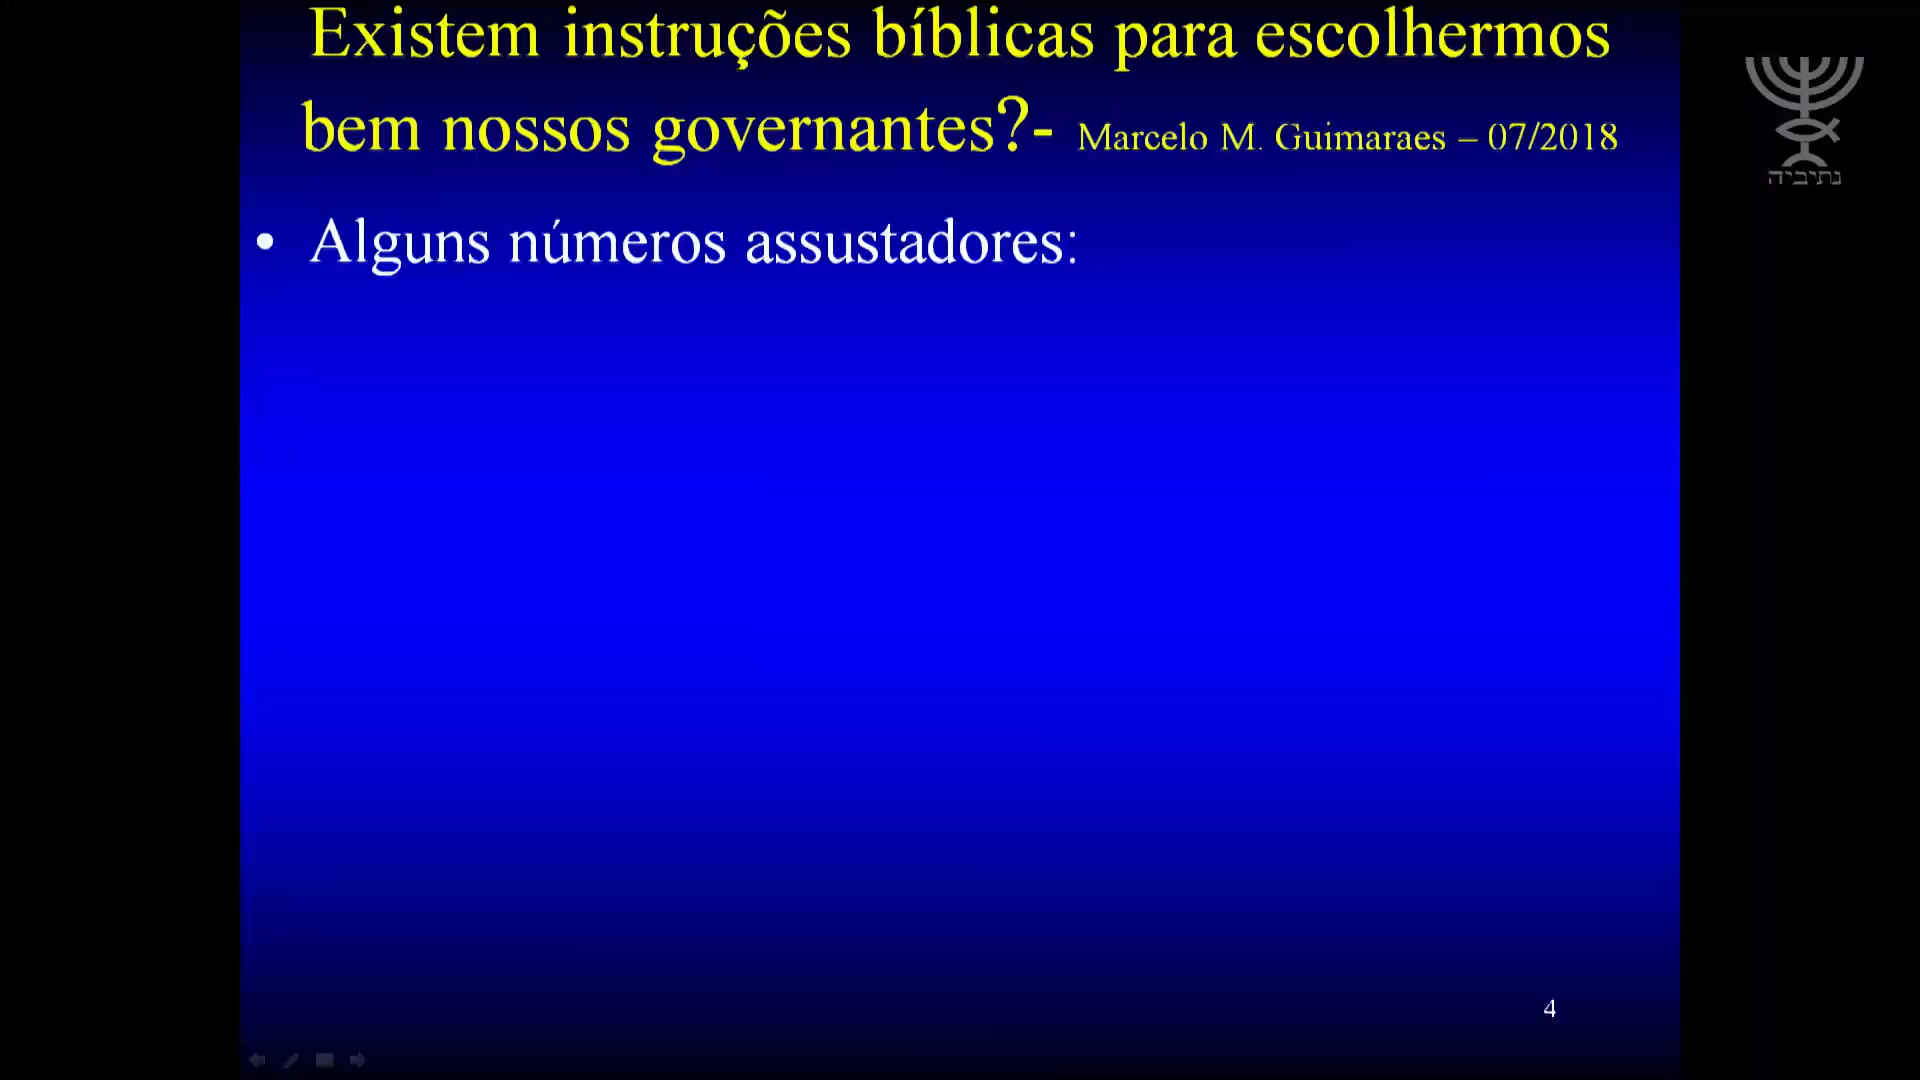 Existem instruções bíblicas para escolhermos
bem nossos governantes?- Marcelo M. Guimaraes – 07/2018
נתיביה
• Alguns números assustadores:
4